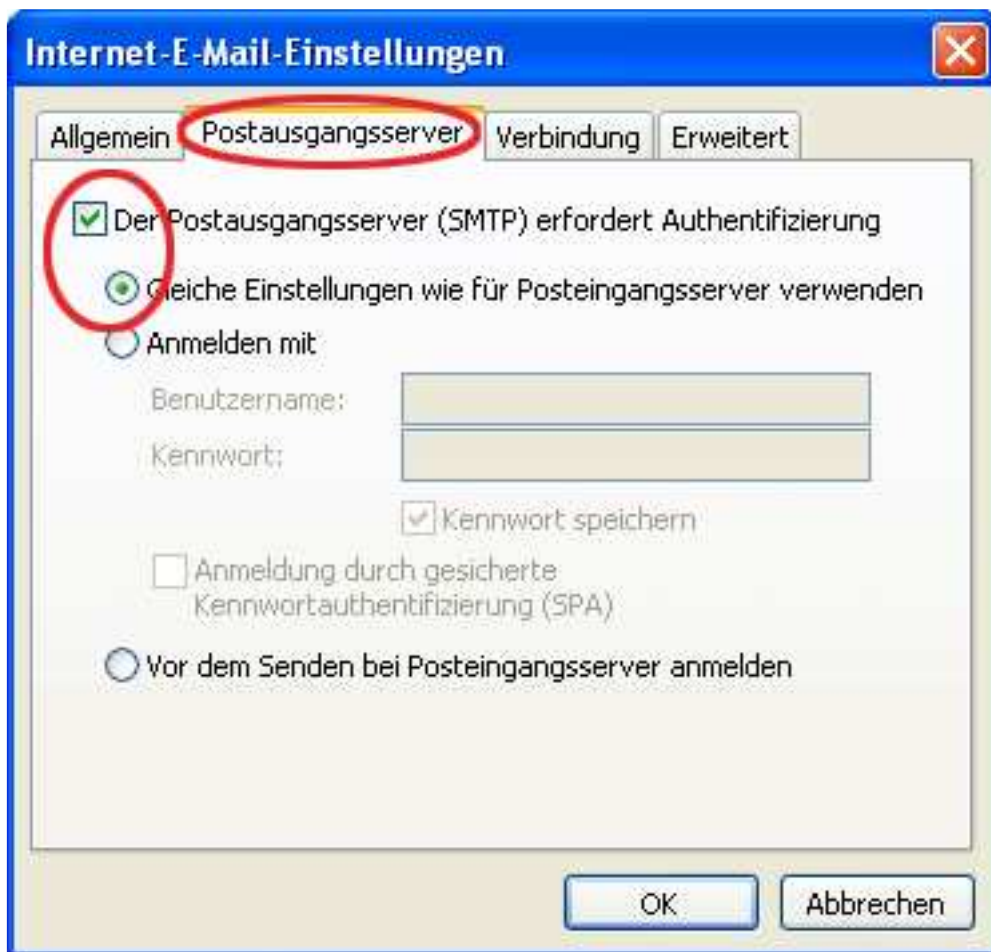 Internet-E-Mail-Einstellungen
Allgemein Postausgangsserver Verbindung Erweitert
Der Postausgangsserver (SMTP) erfordert Authentifizierung
Gleiche Einstellungen wie für Posteingangsserver verwenden
Anmelden mit
Benutzername:
Kennwort:
Kennwort speichern
Anmeldung durch gesicherte
Kennwortauthentifizierung (SPA)
Vor dem Senden bei Posteingangsserver anmelden
OK Abbrechen